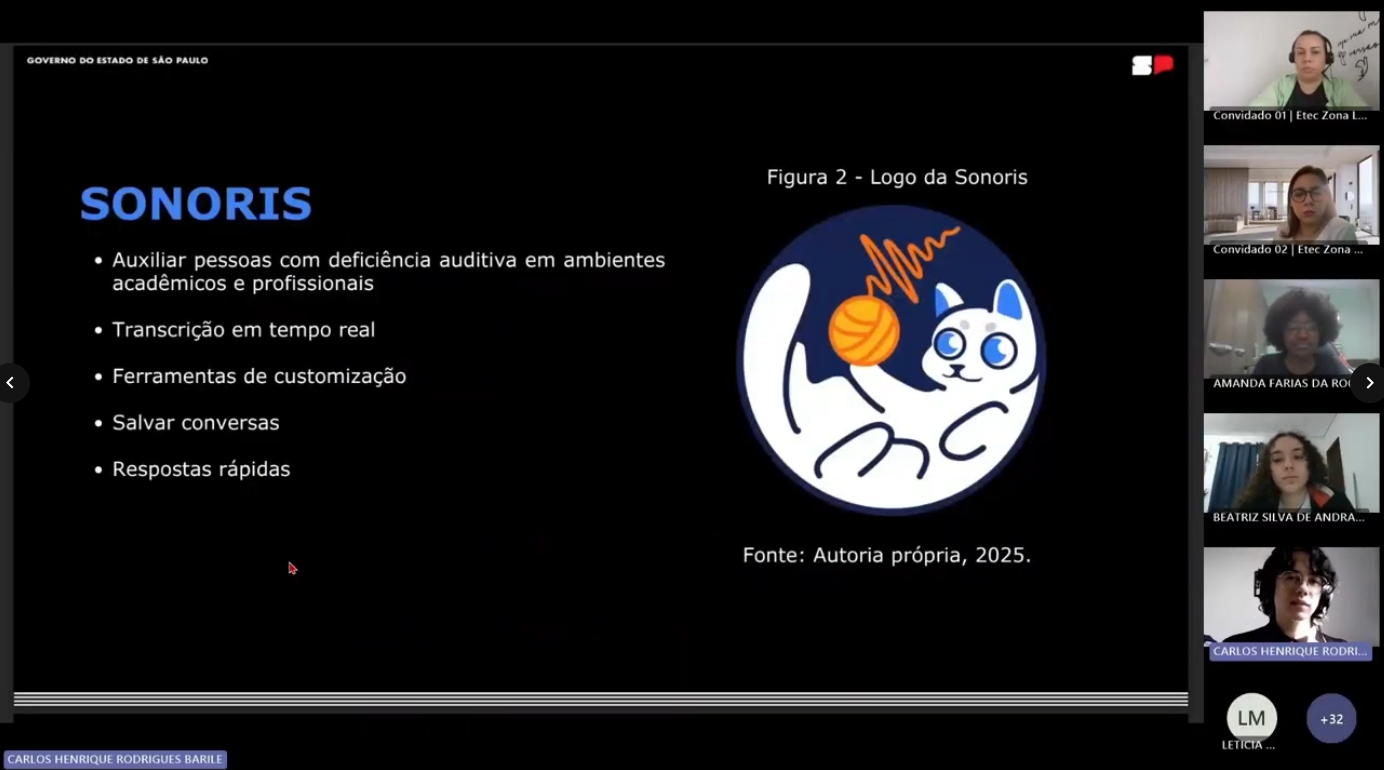 GOVERNO DO ESTADO DE SÃO PAULO
SP
SONORIS
• Auxiliar pessoas com deficiência auditiva em ambientes
acadêmicos e profissionais
• Transcrição em tempo real
• Ferramentas de customização
• Salvar conversas
• Respostas rápidas
Figura 2 - Logo da Sonoris
Fonte: Autoria própria, 2025.
Convidado 01 | Etec Zona L...
Convidado 02 | Etec Zona ...
AMANDA FARIAS DA RO
BEATRIZ SILVA DE ANDRA...
CARLOS HENRIQUE RODRI...
LM
+32
LETICIA ...
CARLOS HENRIQUE RODRIGUES BARILE